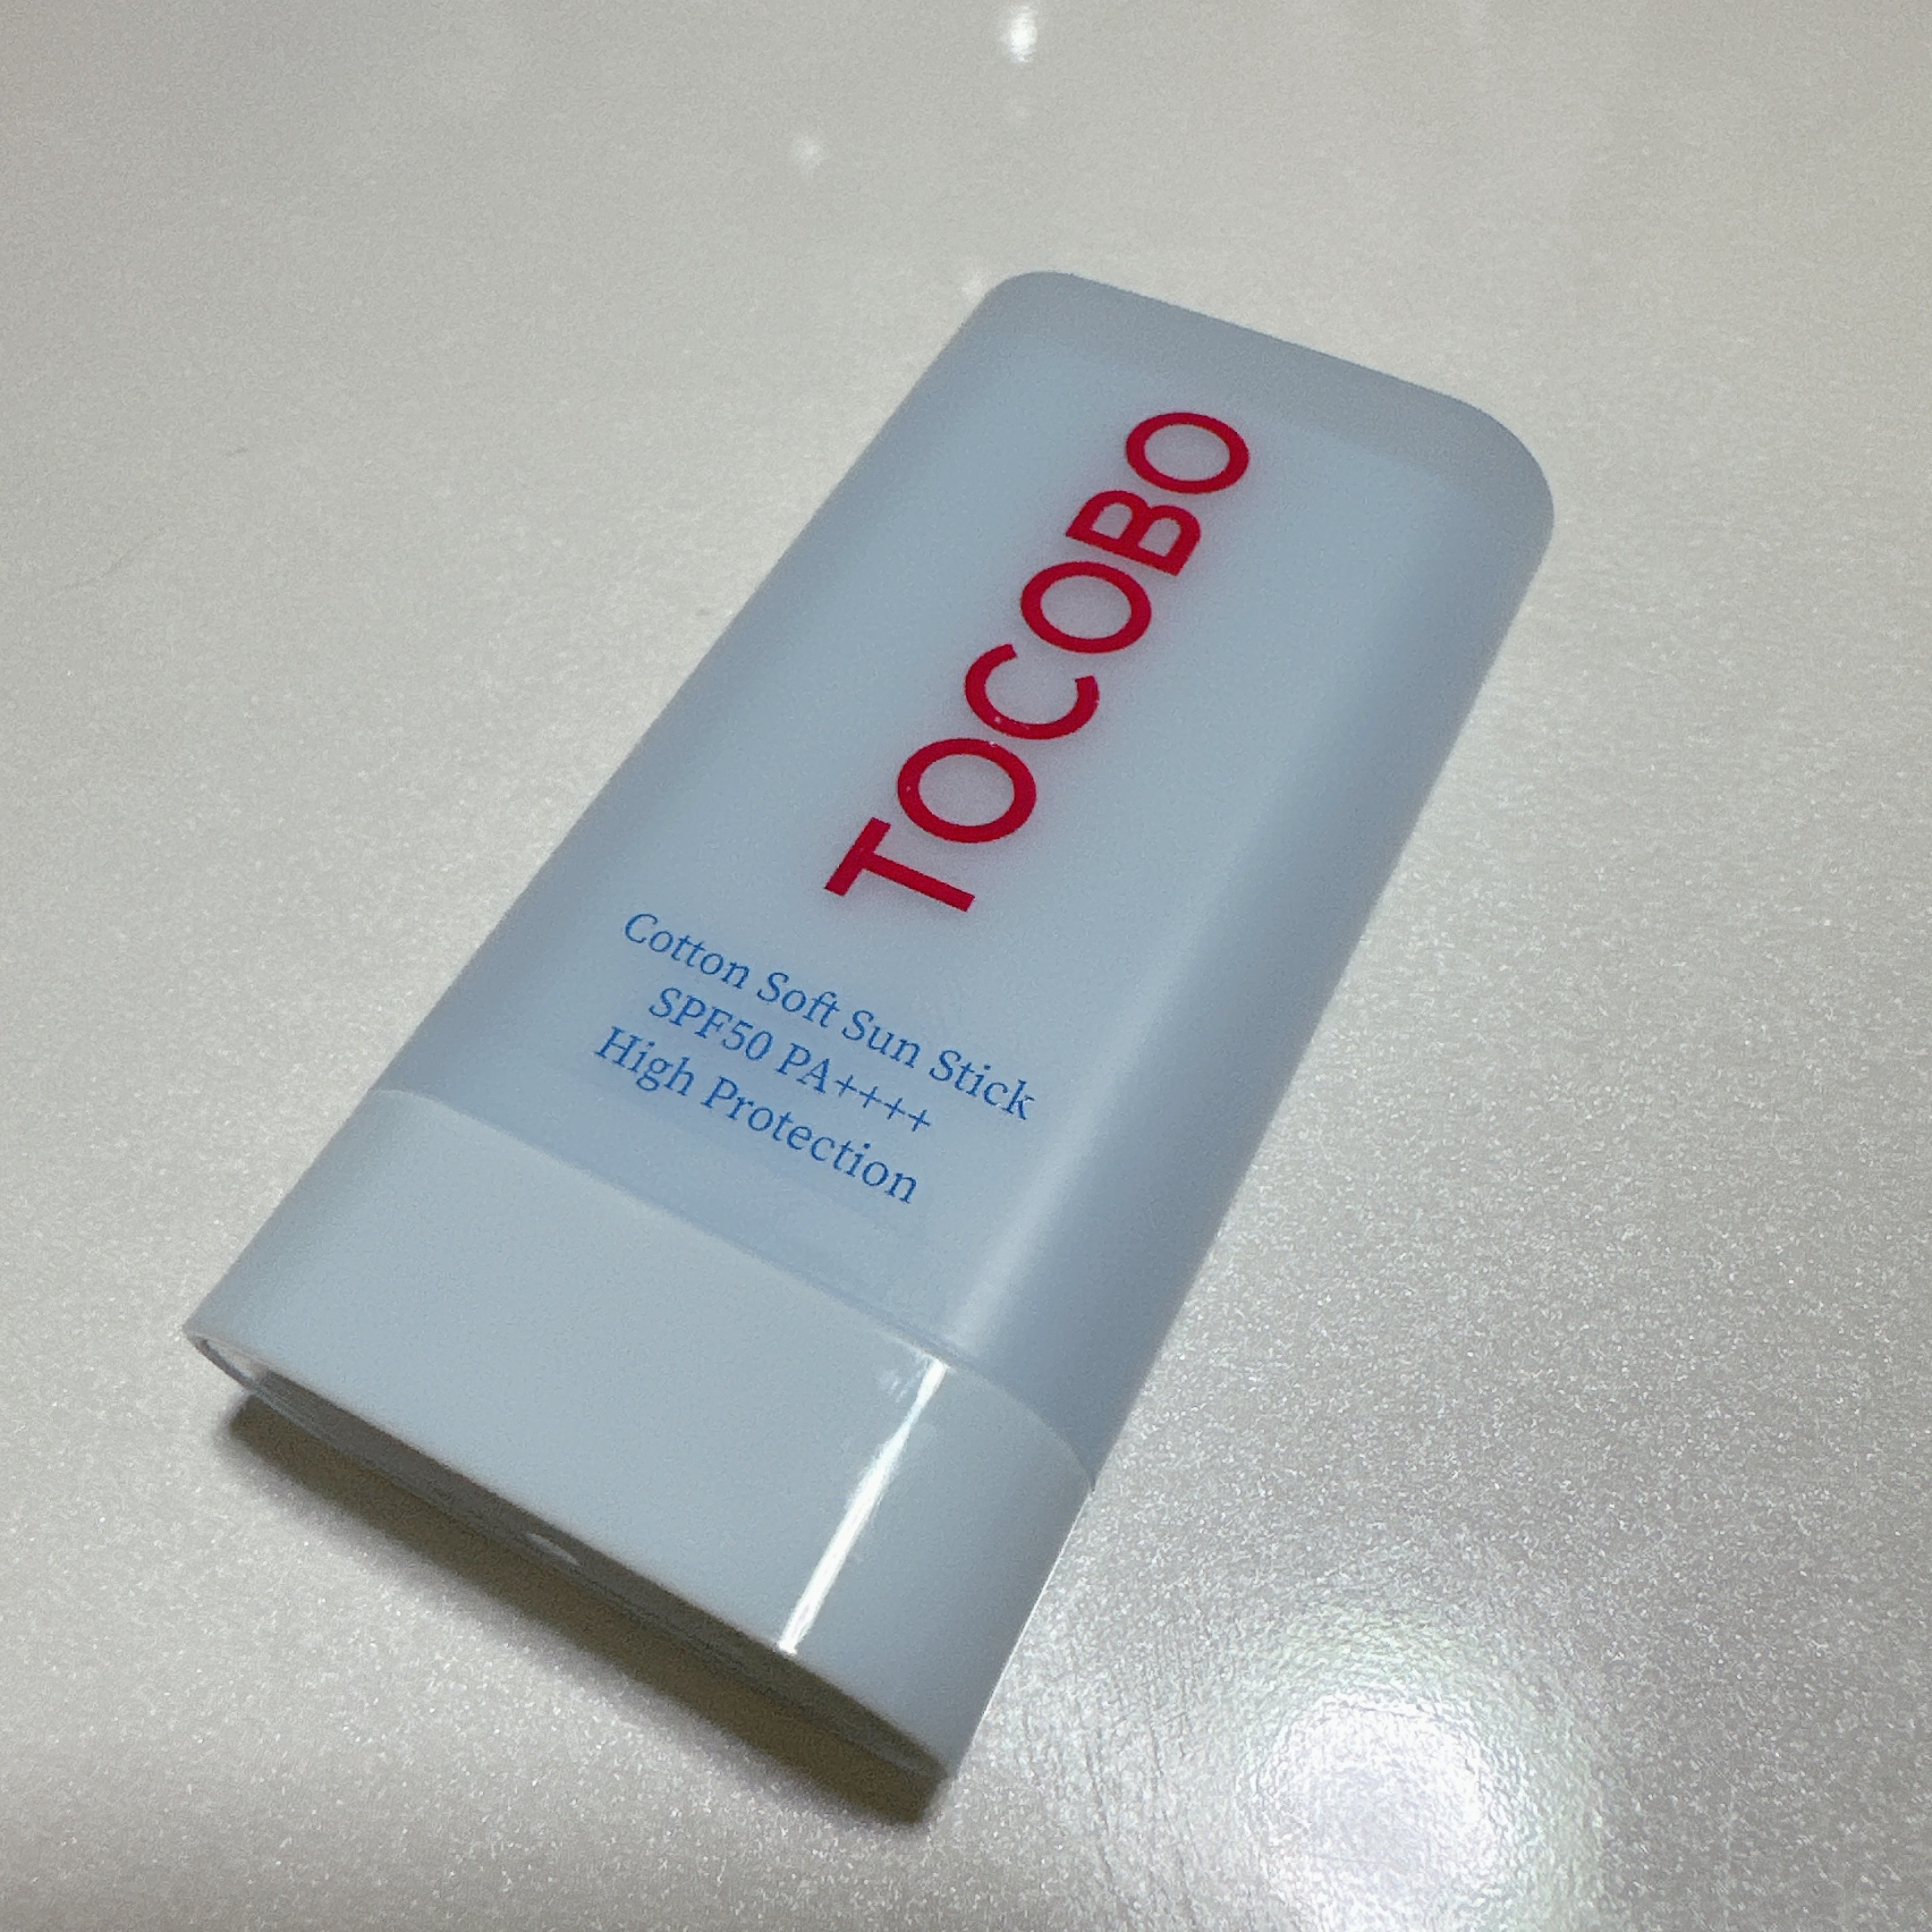 TOCOBO
Cotton Soft Sun Stick
SPF50 PA++++
High Protection